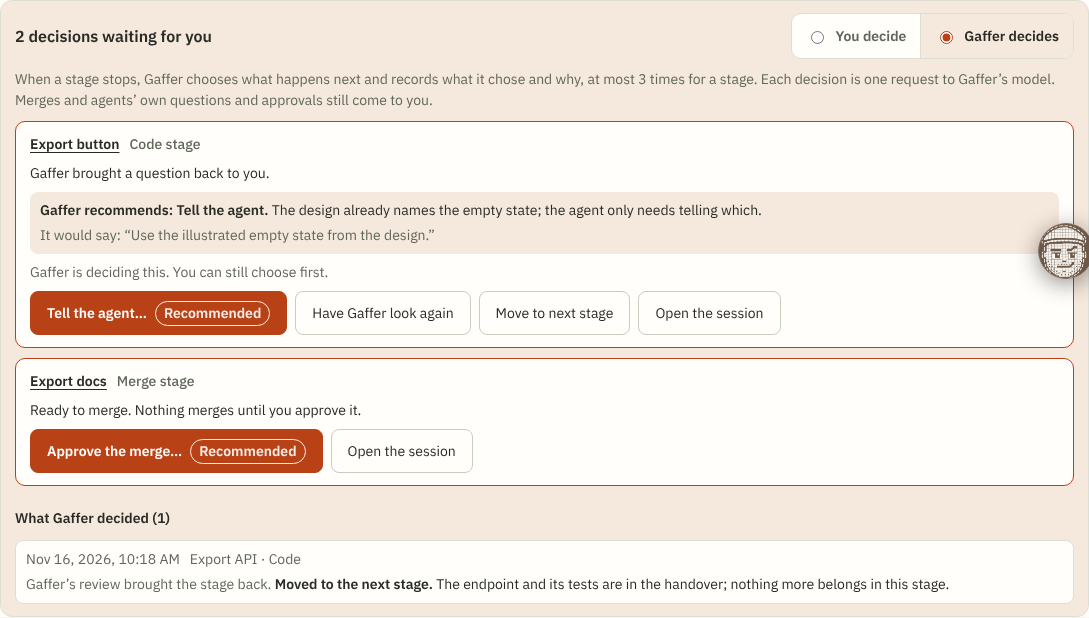 2 decisions waiting for you
You decide
Gaffer decides
When a stage stops, Gaffer chooses what happens next and records what it chose and why, at most 3 times for a stage. Each decision is one request to Gaffer’s model.
Merges and agents’ own questions and approvals still come to you.
Export button Code stage
Gaffer brought a question back to you.
Gaffer recommends: Tell the agent. The design already names the empty state; the agent only needs telling which.
It would say: “Use the illustrated empty state from the design.”
Gaffer is deciding this. You can still choose first.
Tell the agent... Recommended
Have Gaffer look again
Move to next stage
Open the session
Export docs Merge stage
Ready to merge. Nothing merges until you approve it.
Approve the merge... Recommended
Open the session
What Gaffer decided (1)
Nov 16, 2026, 10:18 AM Export API · Code
Gaffer’s review brought the stage back. Moved to the next stage. The endpoint and its tests are in the handover; nothing more belongs in this stage.